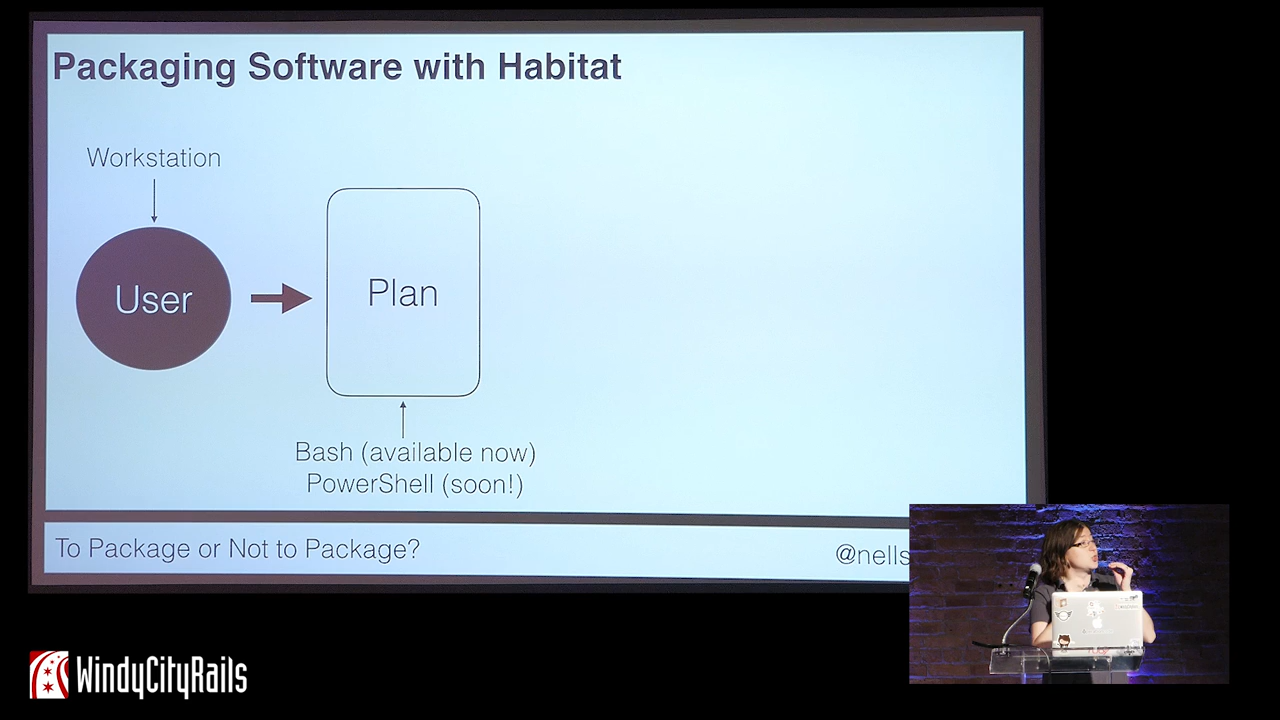 Packaging Software with Habitat
Workstation
User
Plan
Bash (available now)
PowerShell (soon!)
To Package or Not to Package?
@nells
WindyCityRails